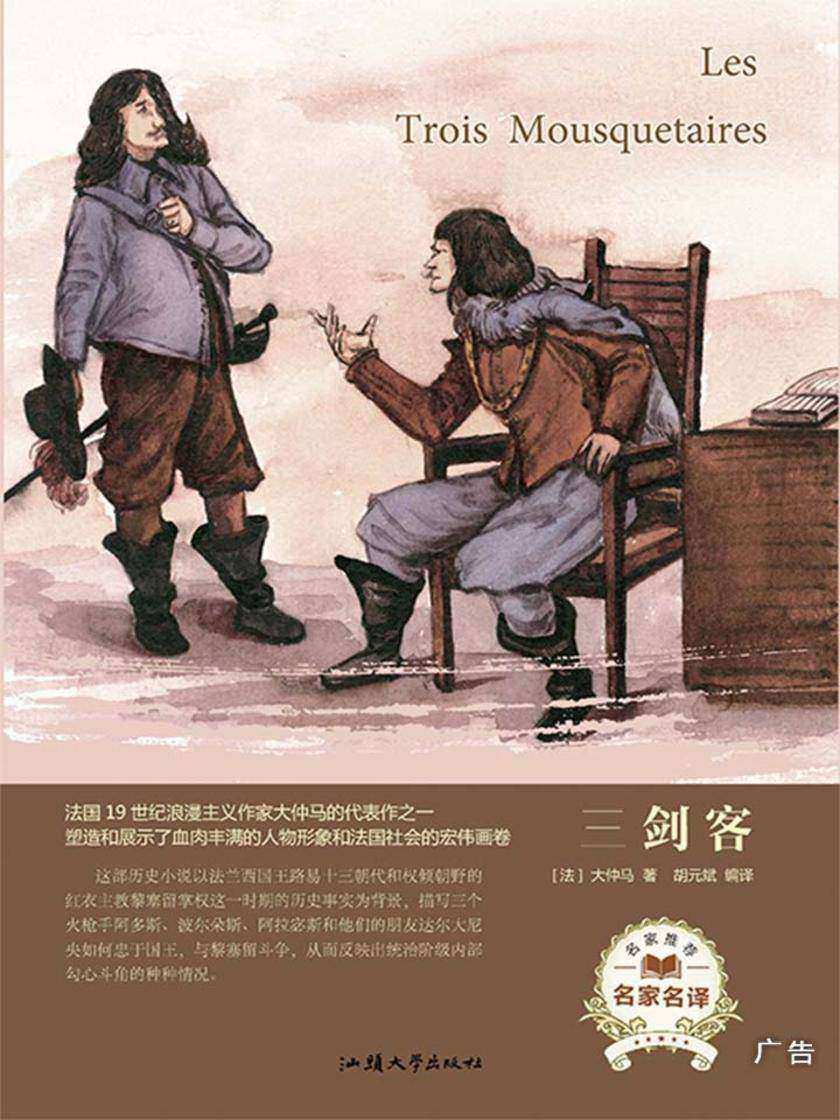 Les
Trois Mousquetaires
法国19世纪浪漫主义作家大仲马的代表作之一
塑造和展示了血肉丰满的人物形象和法国社会的宏伟画卷
这部历史小说以法兰西国王路易十三朝代和权倾朝野的
红衣主教黎塞留掌权这一时期的历史事实为背景，描写三个
火枪手阿多斯、波尔朵斯、阿拉宓斯和他们的朋友达尔大尼
央如何忠于国王，与黎塞留斗争，从而反映出统治阶级内部
勾心斗角的种种情况。
三剑客
[法] 大仲马 著 胡元斌 编译
名家推荐
名家名译
汕頭大學出版社
广告